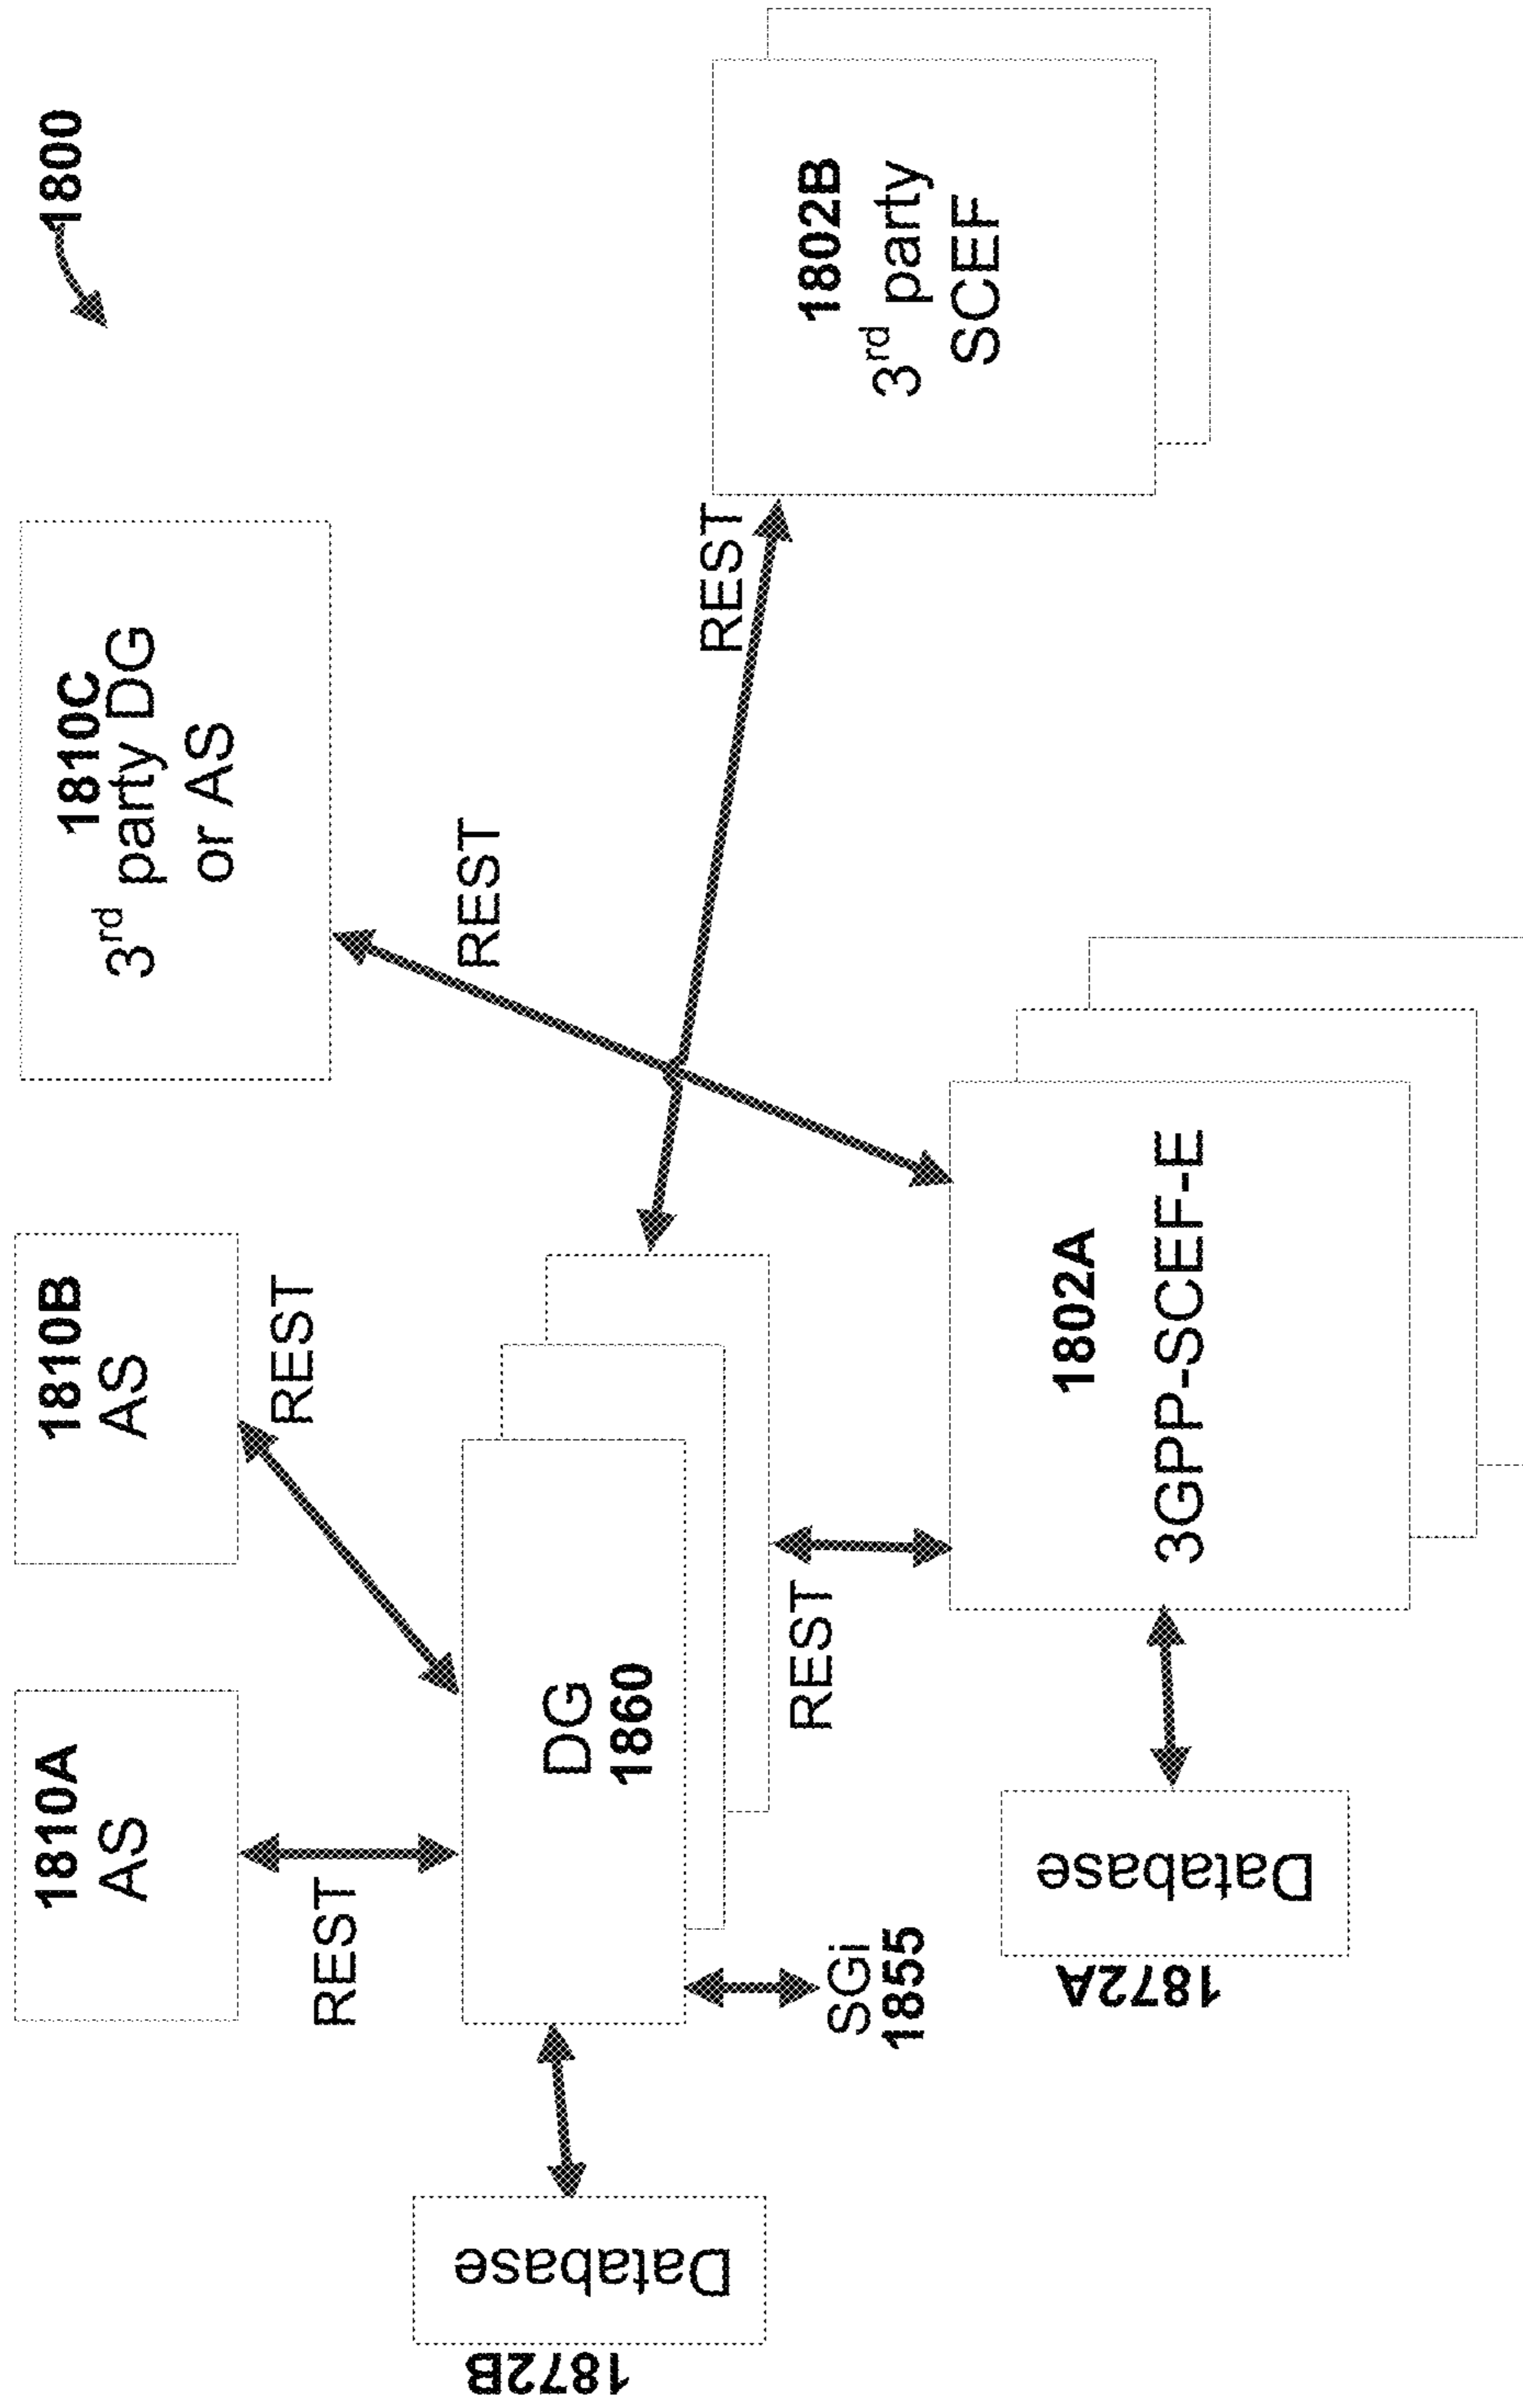 1800
1810A
AS
1810B
AS
1810C
3rd party DG
or AS
REST
REST
REST
REST
1802B
3rd party
SCEF
DG
1860
1872B
Database
SGi
1855
REST
1802A
3GPP-SCEF-E
1872A
Database